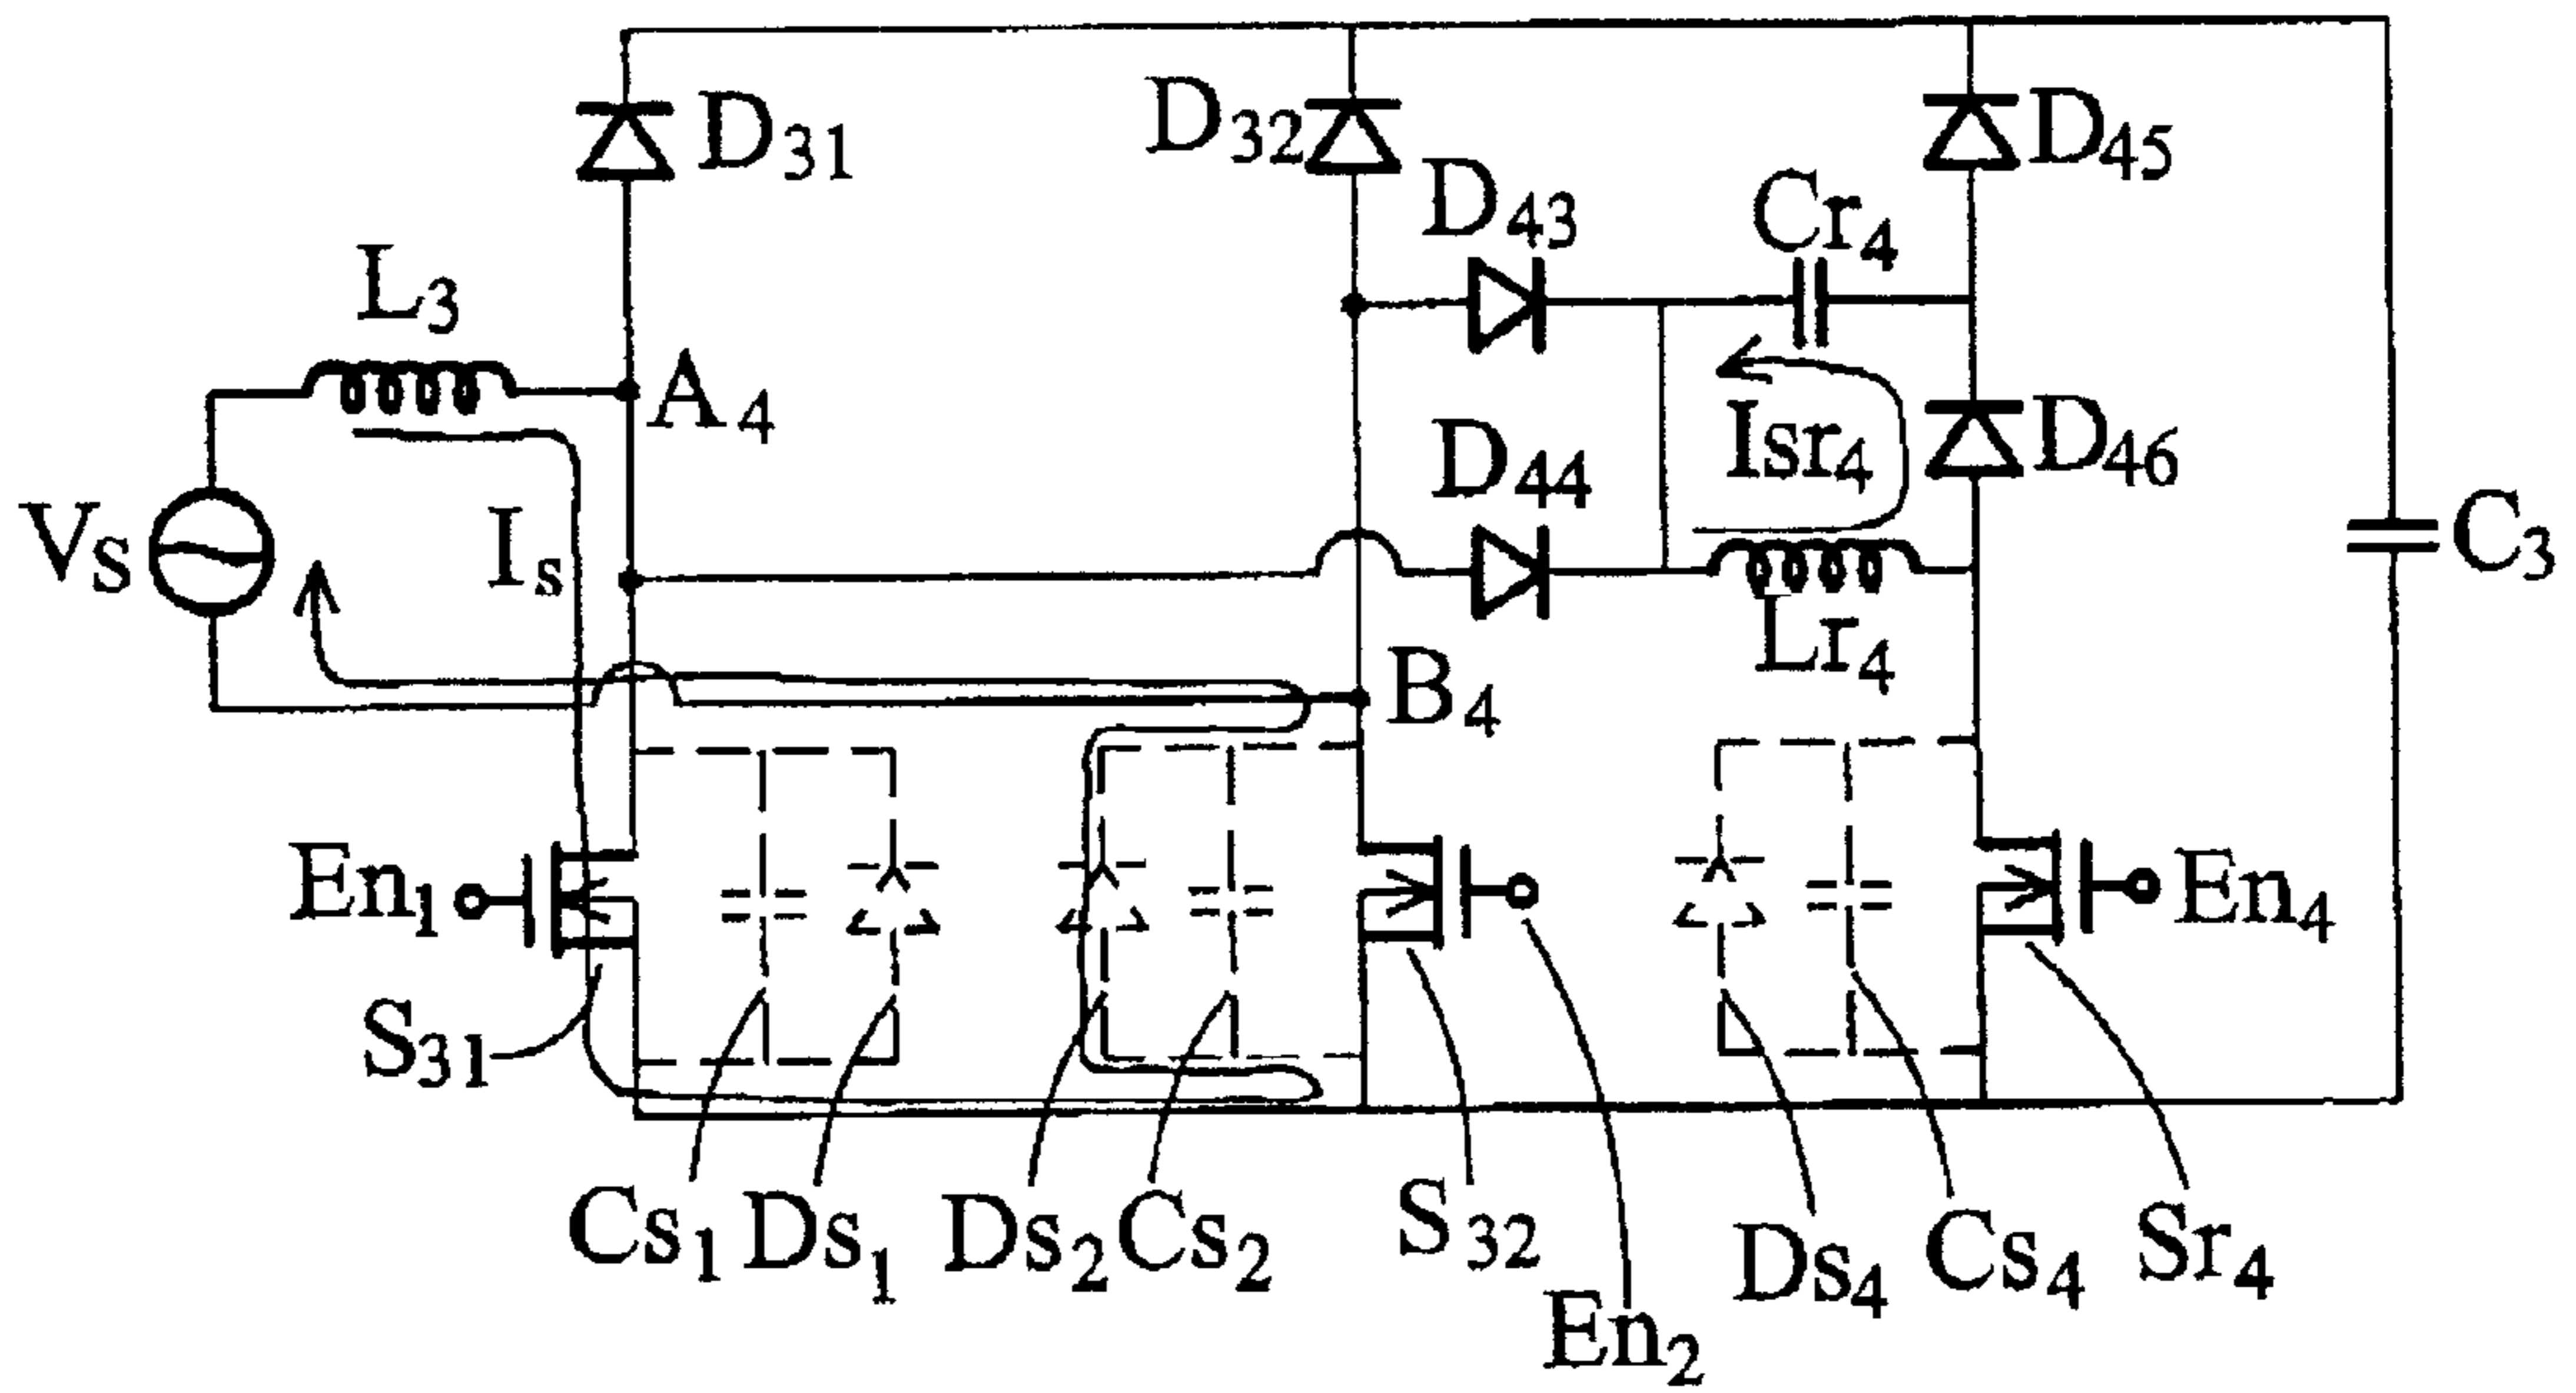 D31
D32
D45
D43
Cr4
L3
A4
Isr4
D46
D44
Vs
Is
C3
Lr4
B4
En1
En4
S31
Cs1
Ds1
Ds2
Cs2
S32
Ds4
Cs4
Sr4
En2